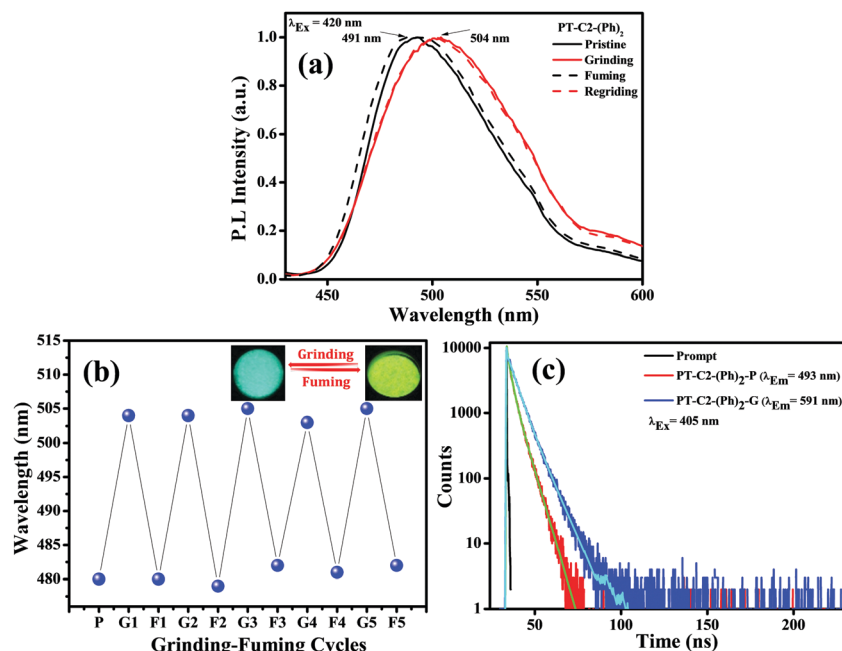 λEx = 420 nm
491 nm
504 nm
PT-C2-(Ph)2
Pristine
Grinding
Fuming
Regriding
(a)
1.0
0.8
0.6
0.4
0.2
0.0
P.L Intensity (a.u.)
450
500
550
600
Wavelength (nm)
(b)
Grinding
Fuming
515
510
505
500
495
490
485
480
Wavelength (nm)
P G1 F1 G2 F2 G3 F3 G4 F4 G5 F5
Grinding-Fuming Cycles
(c)
Prompt
PT-C2-(Ph)2-P (λEm= 493 nm)
PT-C2-(Ph)2-G (λEm= 591 nm)
λEx= 405 nm
10000
1000
100
10
1
Counts
50
100
150
200
Time (ns)